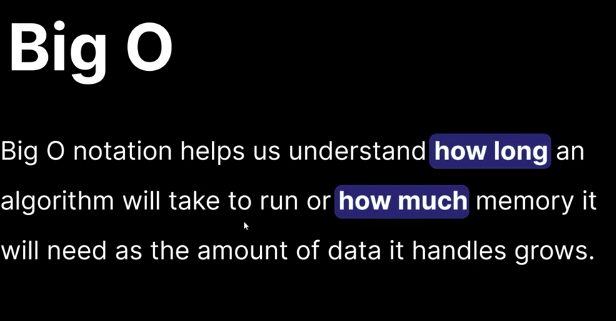 Big O
Big O notation helps us understand how long an
algorithm will take to run or how much memory it
will need as the amount of data it handles grows.